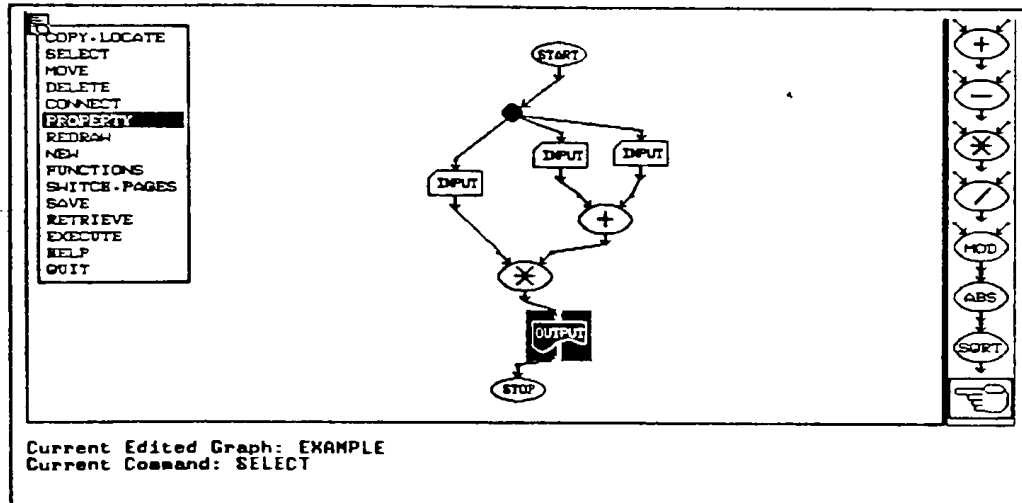 COPY-LOCATE
SELECT
MOVE
DELETE
CONNECT
PROPERTY
REDRAW
NEW
FUNCTIONS
SWITCH-PAGES
SAVE
RETRIEVE
EXECUTE
HELP
QUIT
START
INPUT
INPUT
INPUT
+
*
OUTPUT
STOP
+
-
*
/
MOD
ABS
SQRT
Current Edited Graph: EXAMPLE
Current Command: SELECT